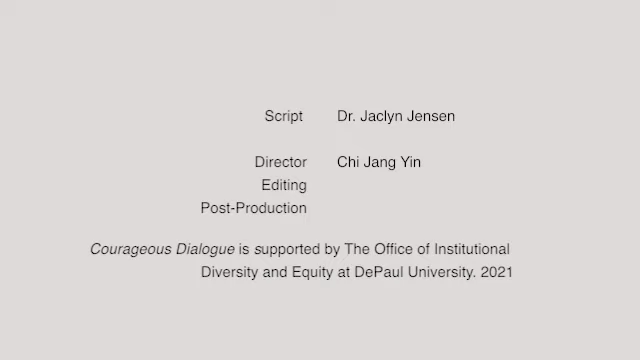 Script Dr. Jaclyn Jensen
Director Chi Jang Yin
Editing
Post-Production
Courageous Dialogue is supported by The Office of Institutional
Diversity and Equity at DePaul University. 2021